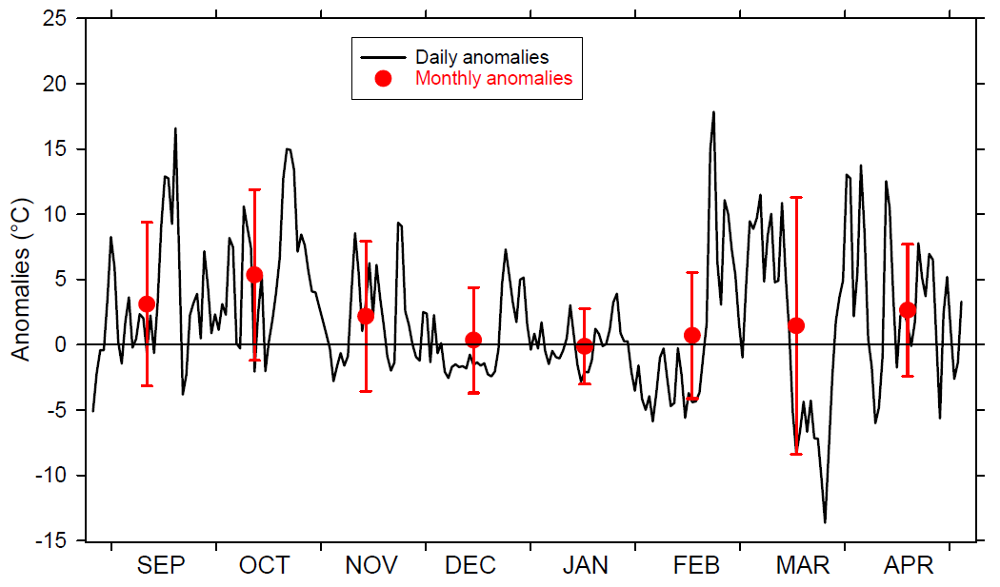 25
20
15
10
5
0
-5
-10
-15
Anomalies (°C)
Daily anomalies
Monthly anomalies
SEP OCT NOV DEC JAN FEB MAR APR